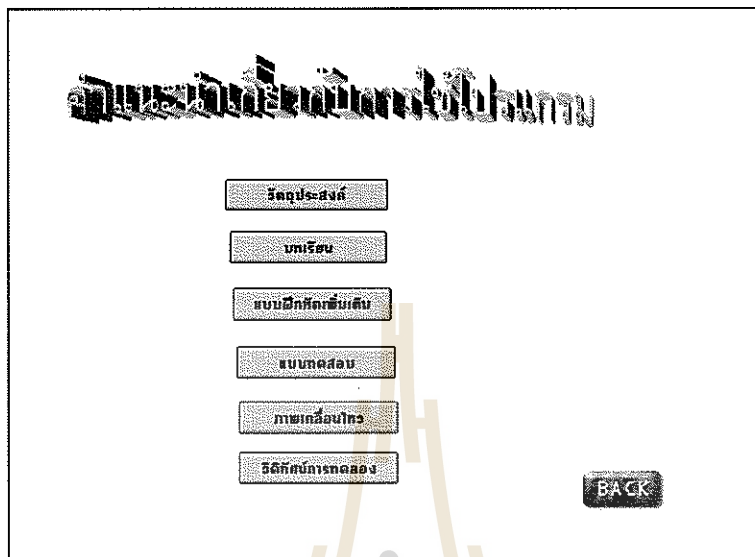 คำแนะนำเกี่ยวกับการใช้โปรแกรม
วัตถุประสงค์
บทเรียน
แบบฝึกหัดเพิ่มเติม
แบบทดสอบ
ภาพเคลื่อนไหว
วิดิทัศน์การทดลอง
BACK